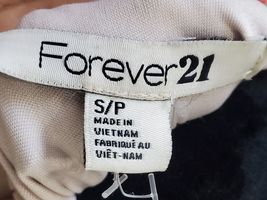 Forever21
S/P
MADE IN
VIETNAM
FABRIQUÉ AU
VIÊT-NAM